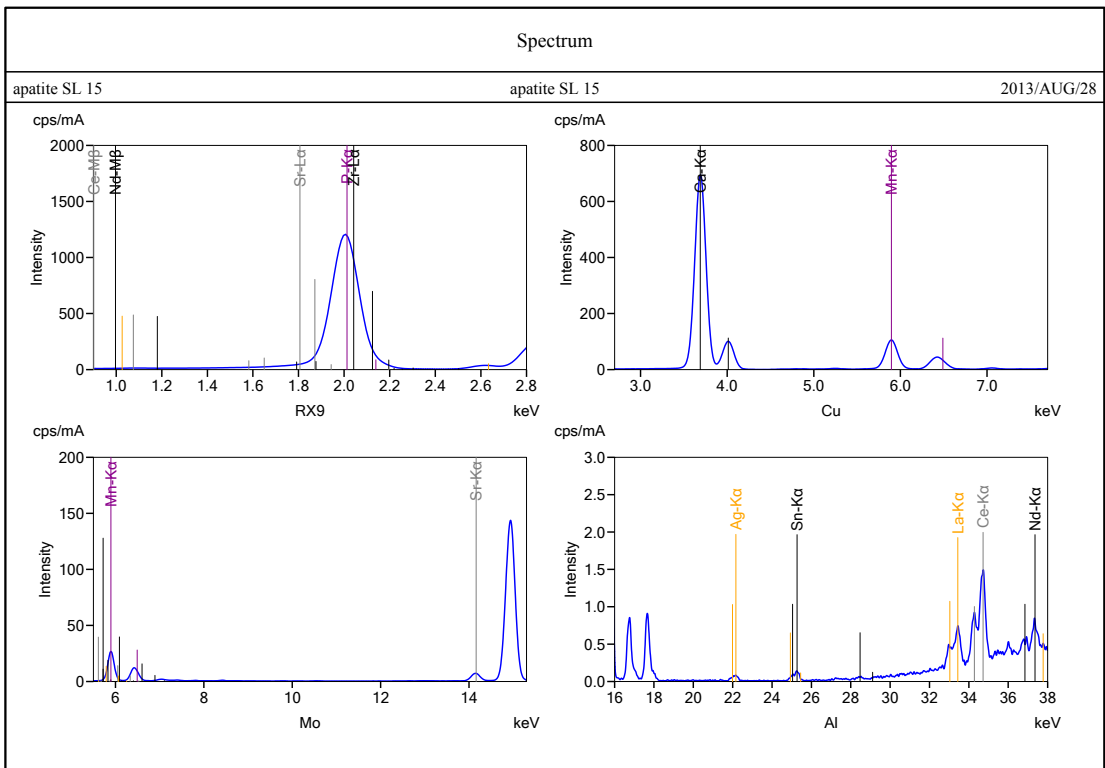 Spectrum
apatite SL 15 apatite SL 15 2013/AUG/28
cps/mA
2000
1500
1000
500
0
Intensity
Ce-Mβ
Nd-Mβ
Sr-Lα
P-Kα
Zr-Lα
1.0 1.2 1.4 1.6 1.8 2.0 2.2 2.4 2.6 2.8
RX9 keV
cps/mA
800
600
400
200
0
Intensity
Ca-Kα
Mn-Kα
3.0 4.0 5.0 6.0 7.0
Cu keV
cps/mA
200
150
100
50
0
Intensity
Mn-Kα
Sr-Kα
6 8 10 12 14
Mo keV
cps/mA
3.0
2.5
2.0
1.5
1.0
0.5
0.0
Intensity
Ag-Kα
Sn-Kα
La-Kα
Ce-Kα
Nd-Kα
16 18 20 22 24 26 28 30 32 34 36 38
Al keV